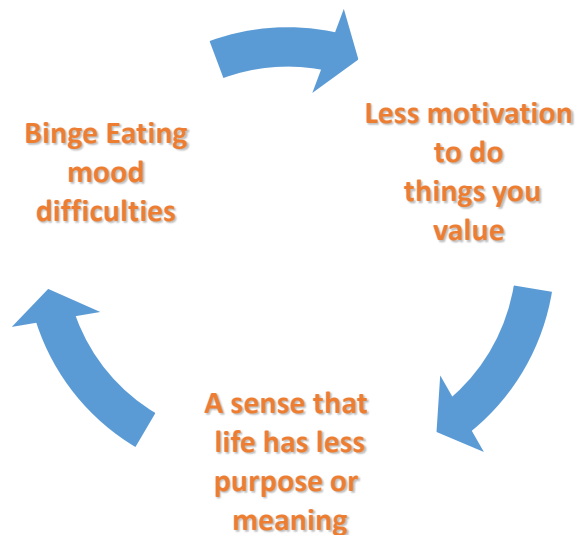 Binge Eating
mood
difficulties
Less motivation
to do
things you
value
A sense that
life has less
purpose or
meaning